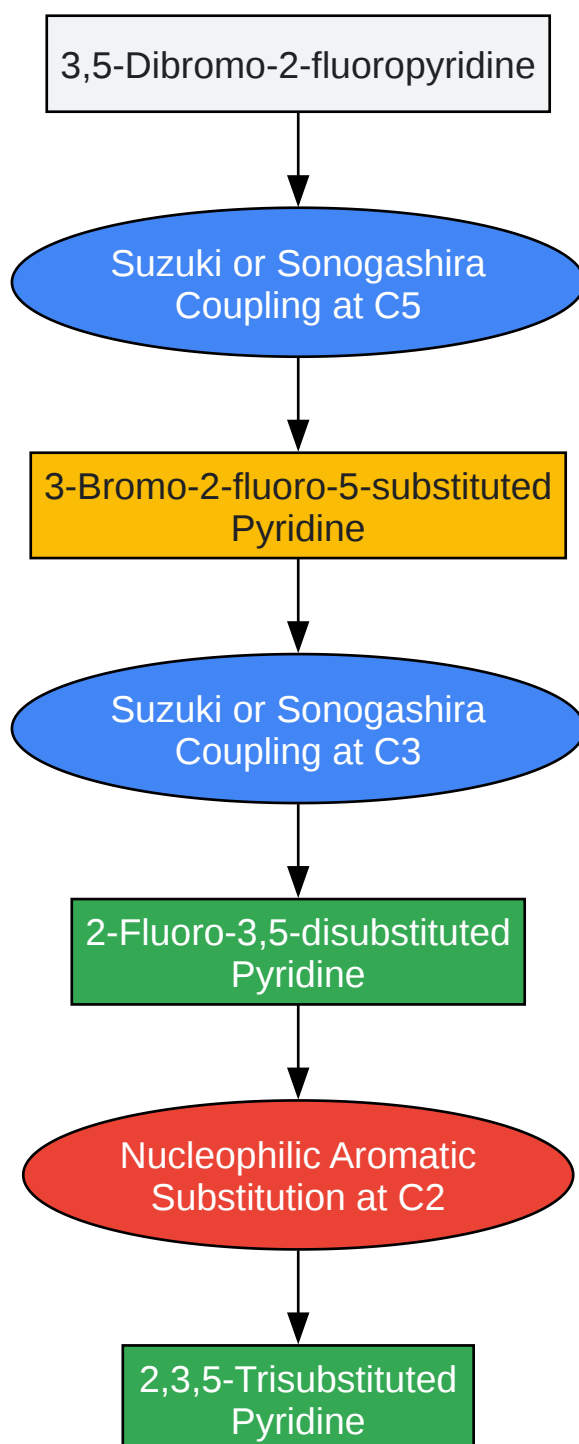 3,5-Dibromo-2-fluoropyridine
Suzuki or Sonogashira
Coupling at C5
3-Bromo-2-fluoro-5-substituted
Pyridine
Suzuki or Sonogashira
Coupling at C3
2-Fluoro-3,5-disubstituted
Pyridine
Nucleophilic Aromatic
Substitution at C2
2,3,5-Trisubstituted
Pyridine